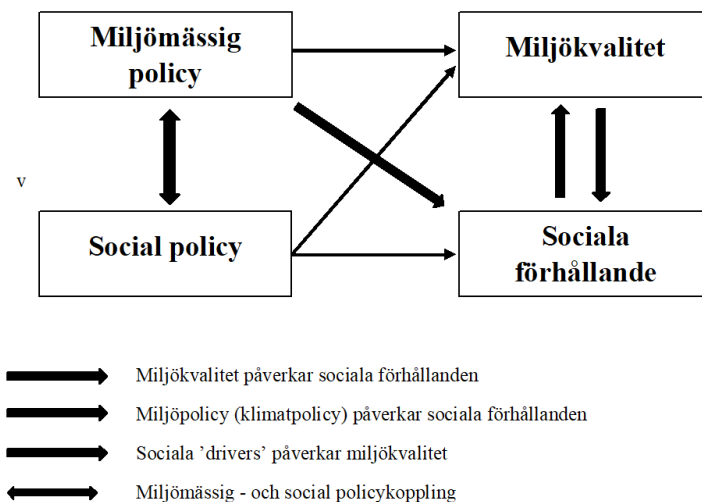 Miljömässig
policy
Miljökvalitet
v
Social policy
Sociala
förhållande
Miljökvalitet påverkar sociala förhållanden
Miljöpolicy (klimatpolicy) påverkar sociala förhållanden
Sociala ’drivers’ påverkar miljökvalitet
Miljömässig - och social policykoppling